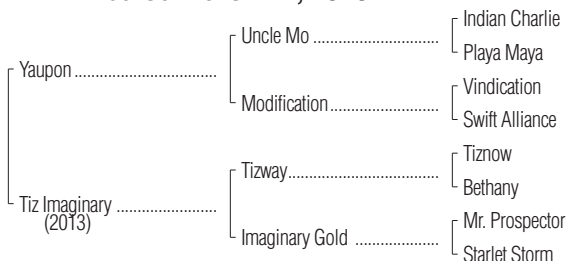 Indian Charlie
Uncle Mo
Playa Maya
Yaupon
Vindication
Modification
Swift Alliance
Tiznow
Tizway
Bethany
Tiz Imaginary
(2013)
Mr. Prospector
Imaginary Gold
Starlet Storm